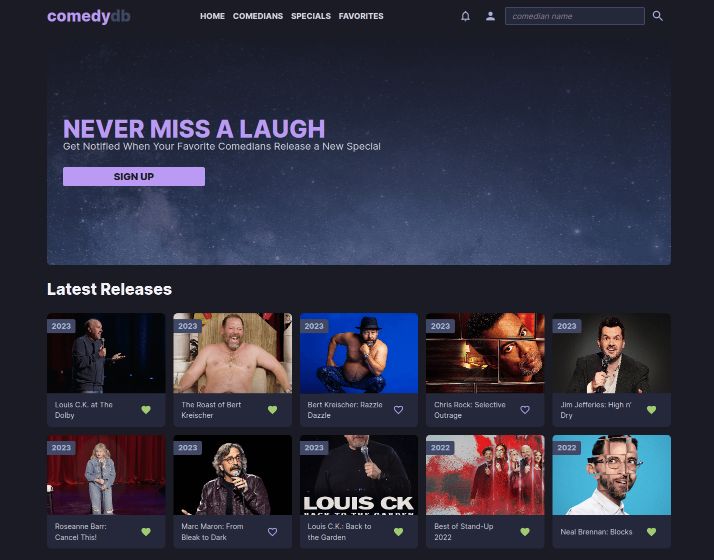 comedydb
HOME COMEDIANS SPECIALS FAVORITES
comedian name
NEVER MISS A LAUGH
Get Notified When Your Favorite Comedians Release a New Special
SIGN UP
Latest Releases
2023
2023
2023
2023
2023
Louis C.K. at The
Dolby
The Roast of Bert
Kreischer
Bert Kreischer: Razzle
Dazzle
Chris Rock: Selective
Outrage
Jim Jefferies: High n'
Dry
2023
2023
2023
2022
2022
LOUIS CK
BACK TO THE GARDEN
Roseanne Barr:
Cancel This!
Marc Maron: From
Bleak to Dark
Louis C.K.: Back to
the Garden
Best of Stand-Up
2022
Neal Brennan: Blocks